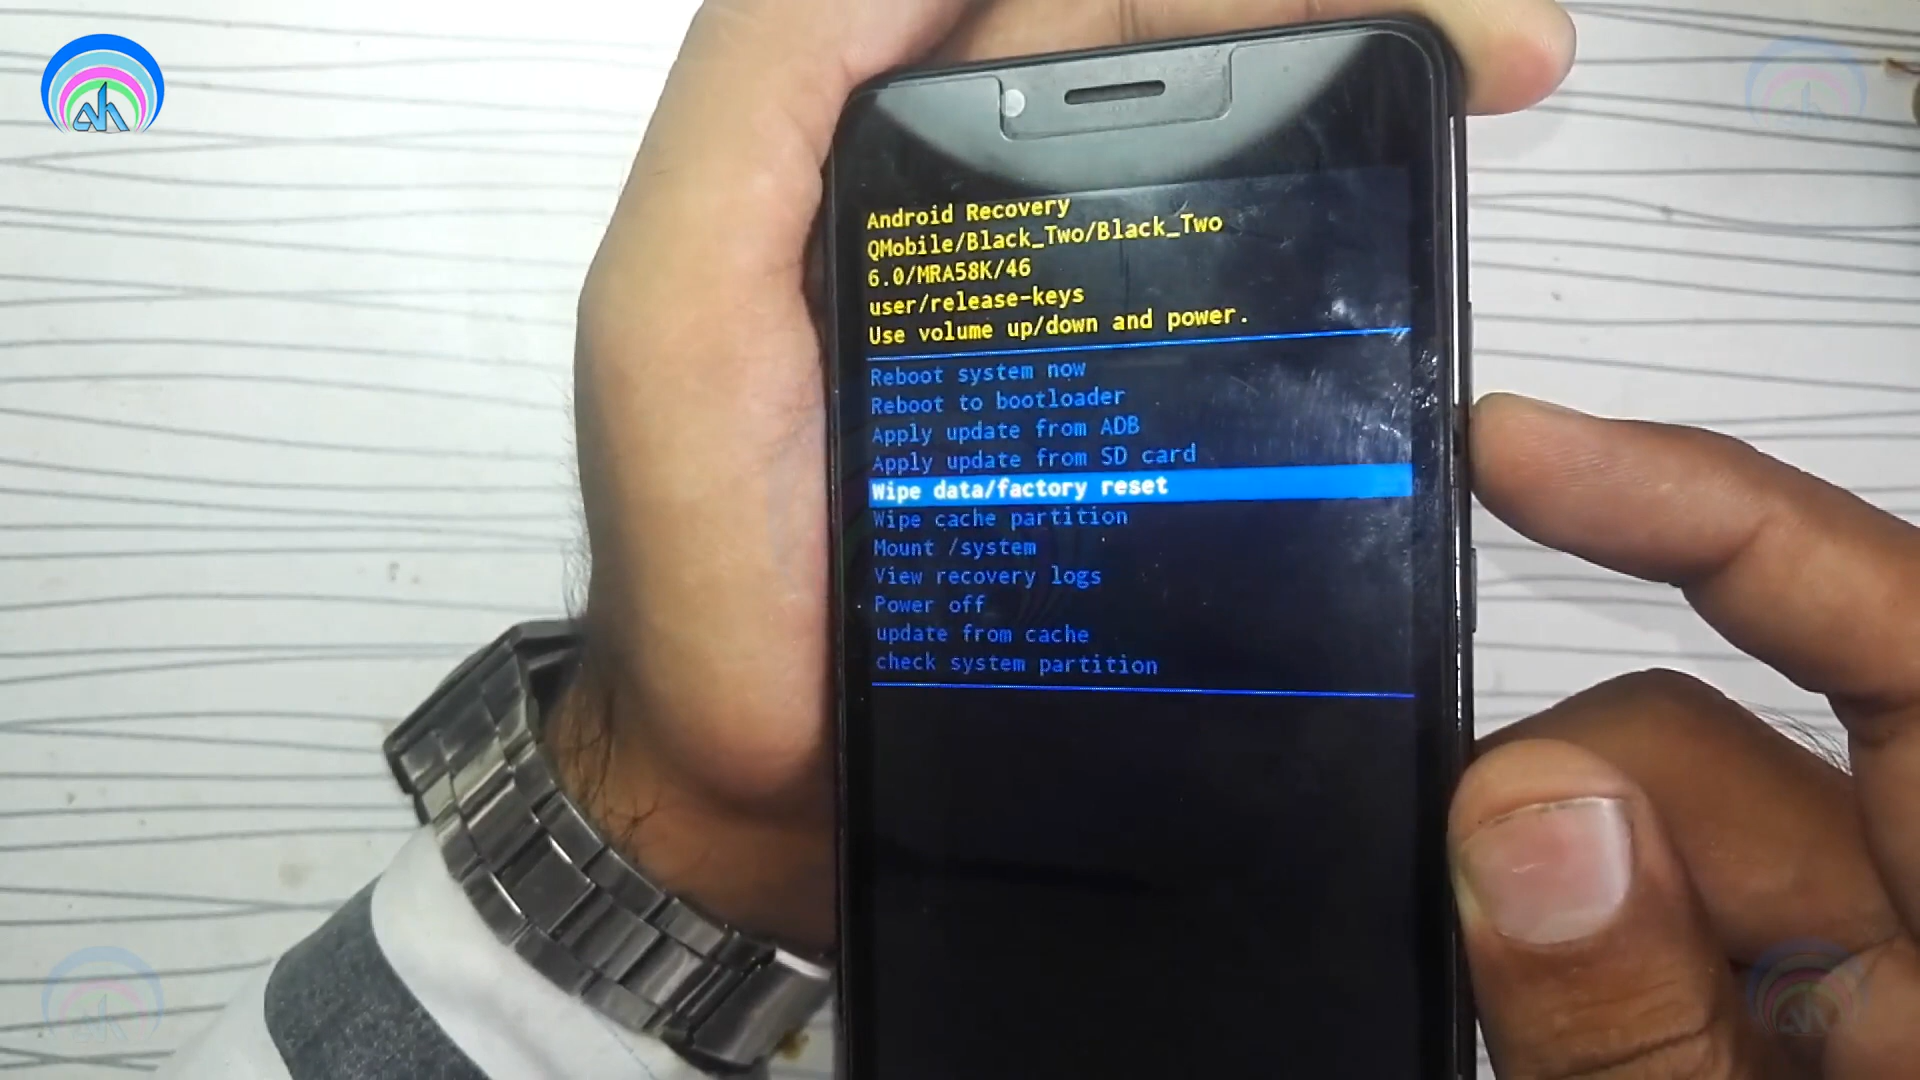 Android Recovery
QMobile/Black_Two/Black_Two
6.0/MRA58K/46
user/release-keys
Use volume up/down and power.
Reboot system now
Reboot to bootloader
Apply update from ADB
Apply update from SD card
Wipe data/factory reset
Wipe cache partition
Mount /system
View recovery logs
Power off
update from cache
check system partition